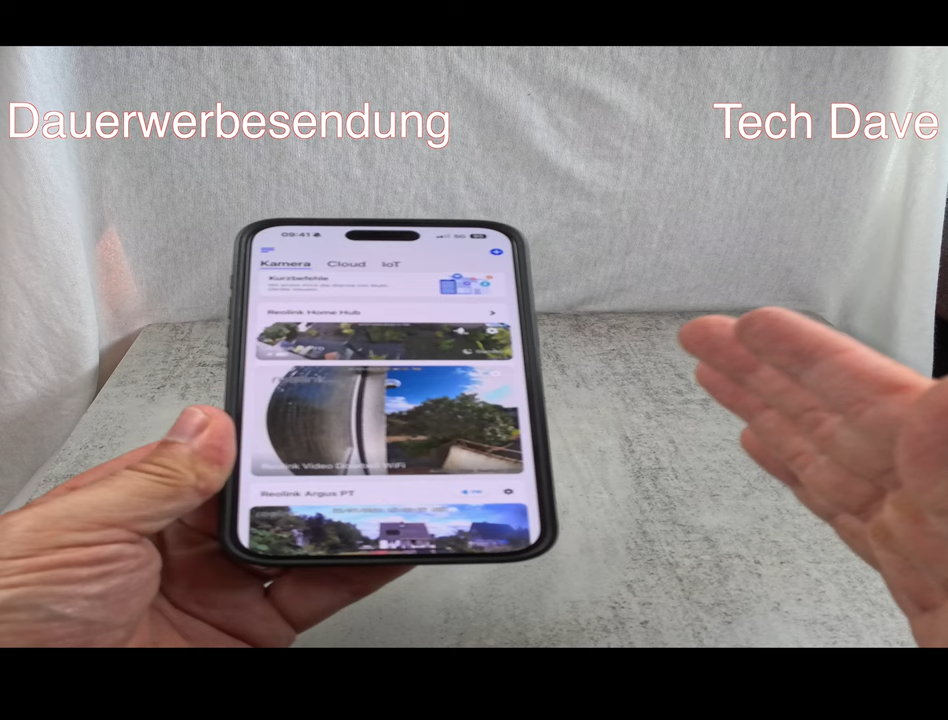 Dauerwerbesendung
Tech Dave
09:41
Kamera Cloud IoT
Kurzbefehle
Reolink Home Hub
Reolink Video Doorbell WiFi
Reolink Argus PT